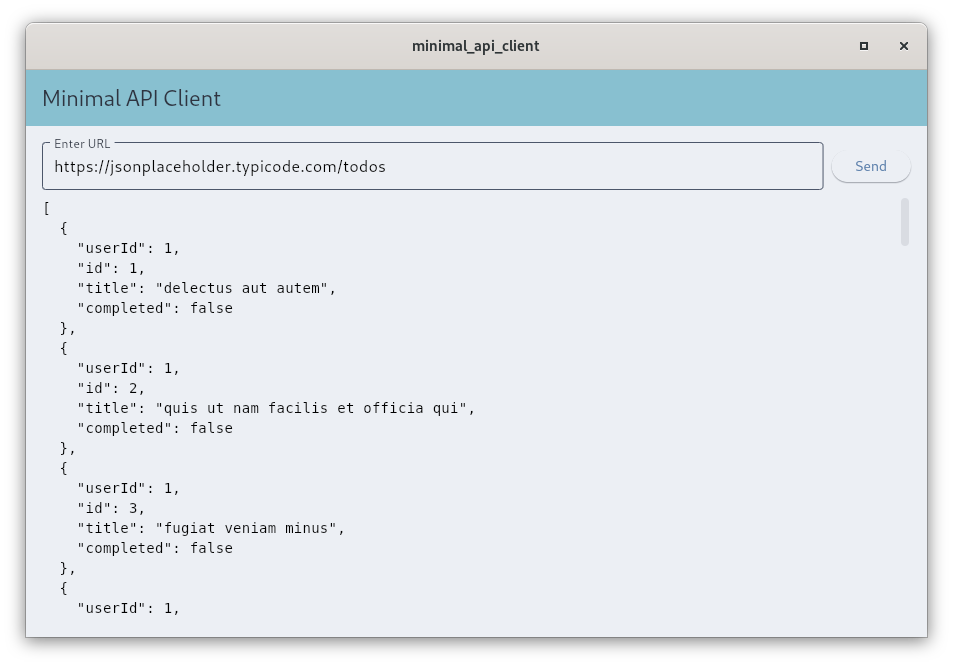 minimal_api_client
Minimal API Client
Enter URL
https://jsonplaceholder.typicode.com/todos
Send
[
  {
    "userId": 1,
    "id": 1,
    "title": "delectus aut autem",
    "completed": false
  },
  {
    "userId": 1,
    "id": 2,
    "title": "quis ut nam facilis et officia qui",
    "completed": false
  },
  {
    "userId": 1,
    "id": 3,
    "title": "fugiat veniam minus",
    "completed": false
  },
  {
    "userId": 1,